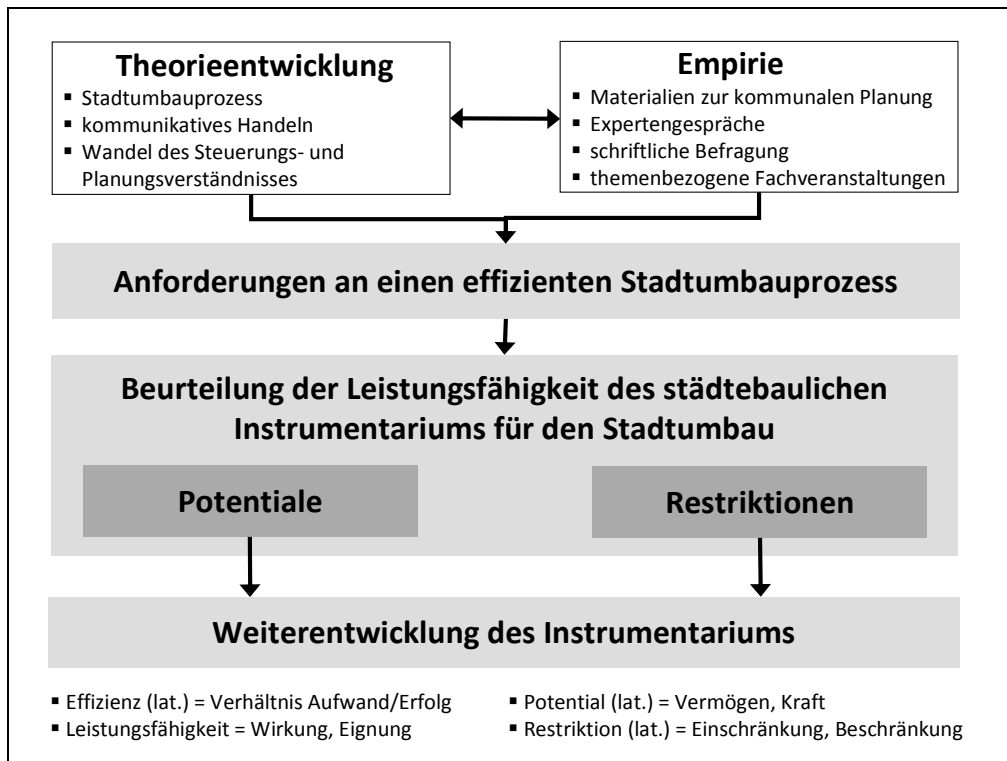 Theorieentwicklung
▪ Stadtumbauprozess
▪ kommunikatives Handeln
▪ Wandel des Steuerungs- und
Planungsverständnisses
Empirie
▪ Materialien zur kommunalen Planung
▪ Expertengespräche
▪ schriftliche Befragung
▪ themenbezogene Fachveranstaltungen
Anforderungen an einen effizienten Stadtumbauprozess
Beurteilung der Leistungsfähigkeit des städtebaulichen
Instrumentariums für den Stadtumbau
Potentiale
Restriktionen
Weiterentwicklung des Instrumentariums
▪ Effizienz (lat.) = Verhältnis Aufwand/Erfolg
▪ Leistungsfähigkeit = Wirkung, Eignung
▪ Potential (lat.) = Vermögen, Kraft
▪ Restriktion (lat.) = Einschränkung, Beschränkung